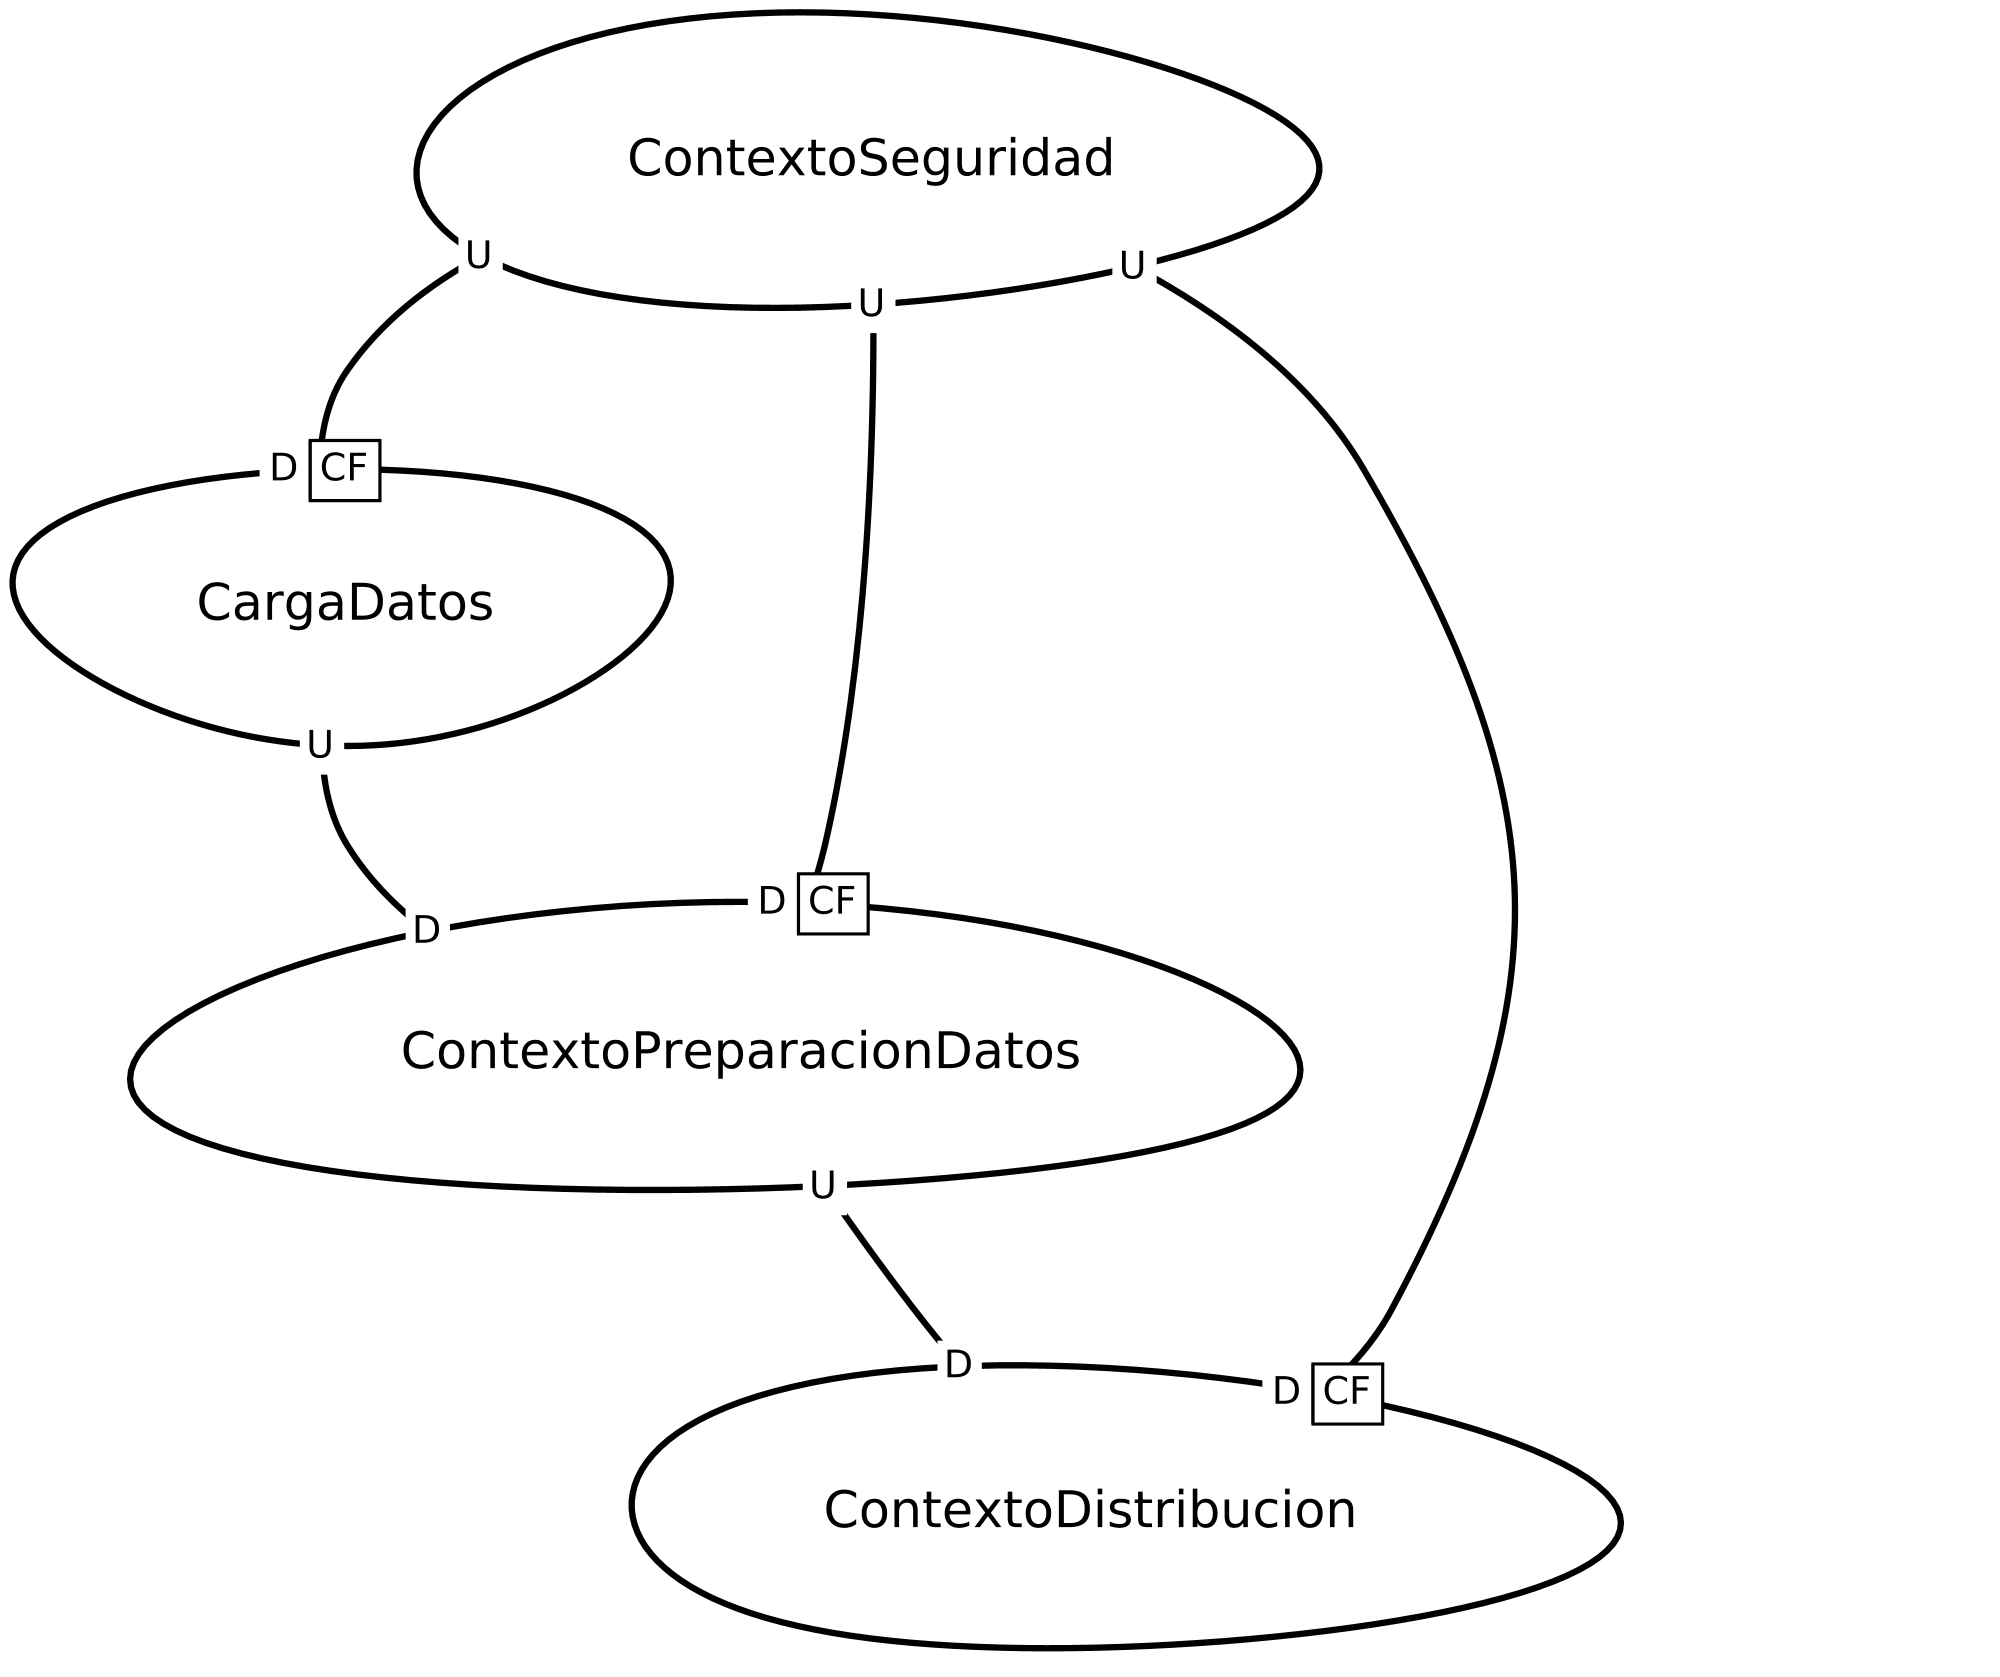 ContextoSeguridad
U
U
U
D CF
CargaDatos
U
D
D CF
ContextoPreparacionDatos
U
D
D CF
ContextoDistribucion